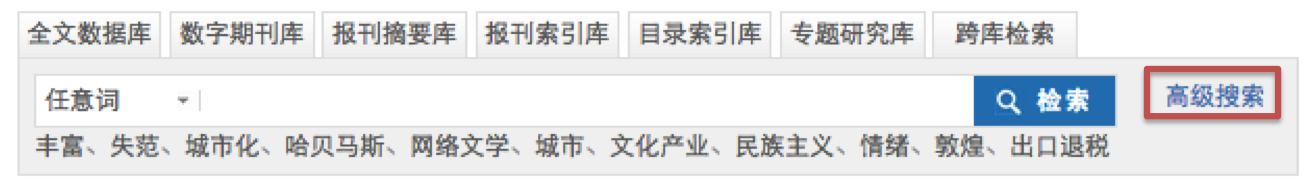 全文数据库 数字期刊库 报刊摘要库 报刊索引库 目录索引库 专题研究库 跨库检索
任意词 检索 高级搜索
丰富、失范、城市化、哈贝马斯、网络文学、城市、文化产业、民族主义、情绪、敦煌、出口退税